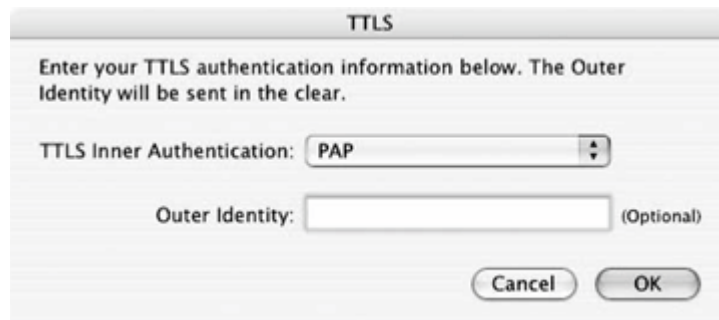 TTLS
Enter your TTLS authentication information below. The Outer
Identity will be sent in the clear.
TTLS Inner Authentication: PAP
Outer Identity: (Optional)
Cancel OK